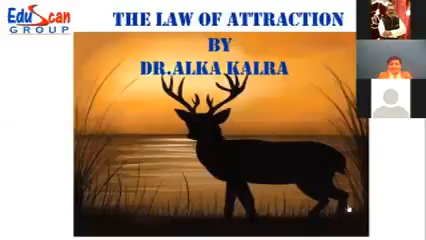 EduScan
GROUP
THE LAW OF ATTRACTION
BY
DR.ALKA KALRA